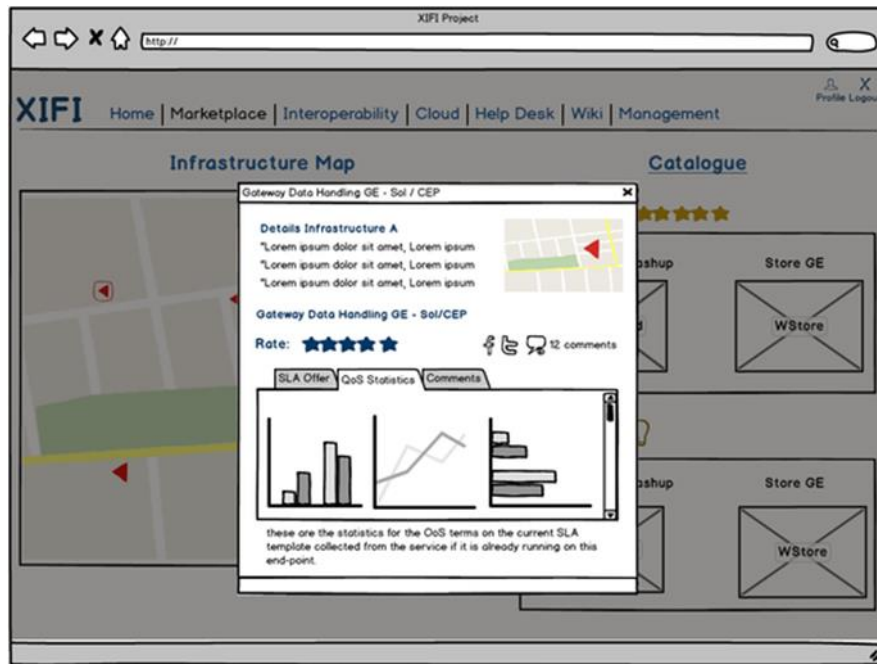 XIFI Project
http://
Profile Logout
XIFI Home | Marketplace | Interoperability | Cloud | Help Desk | Wiki | Management
Infrastructure Map
Catalogue
Gateway Data Handling GE - Sol / CEP
Details Infrastructure A
"Lorem ipsum dolor sit amet, Lorem ipsum
"Lorem ipsum dolor sit amet, Lorem ipsum
"Lorem ipsum dolor sit amet, Lorem ipsum
Gateway Data Handling GE - Sol/CEP
Rate:
12 comments
SLA Offer
QoS Statistics
Comments
these are the statistics for the QoS terms on the current SLA
template collected from the service if it is already running on this
end-point.
Store GE
WStore
Store GE
WStore